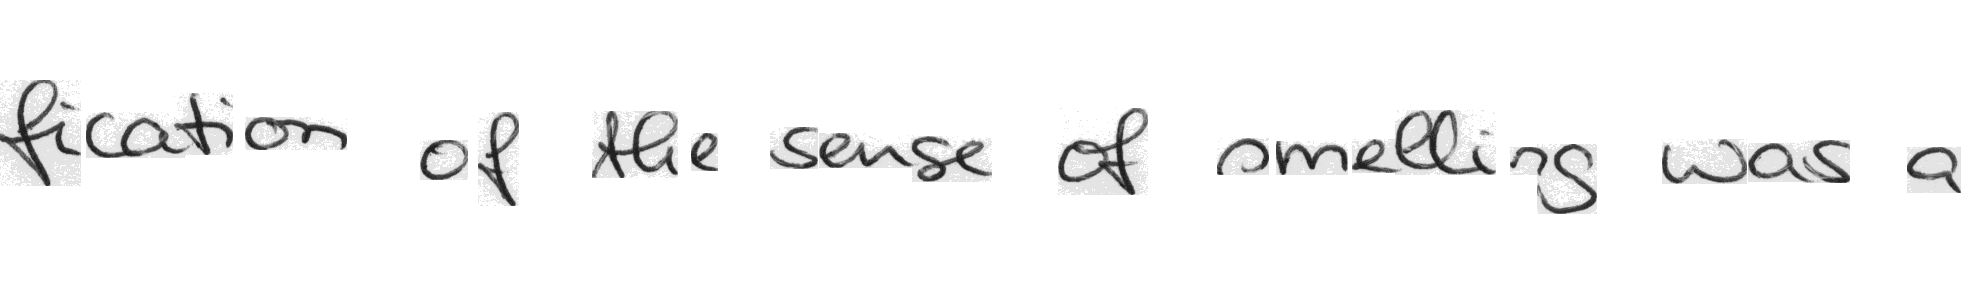 fication of the sense of smelling was a